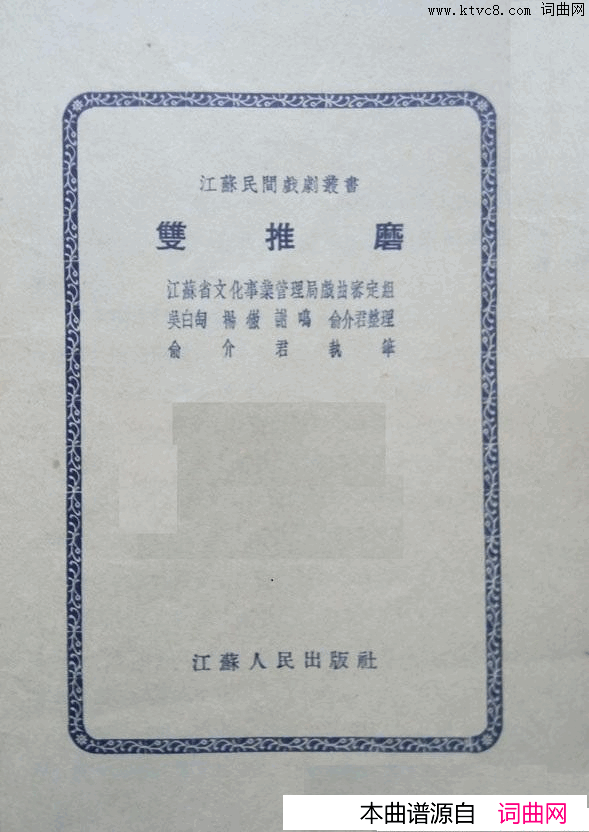 www.ktvc8.com 词曲网
江蘇民間戲劇叢書
雙推磨
江蘇省文化事業管理局戲曲審定組
吳白匋 楊徹 謝鳴 俞介君整理
俞介君執筆
江蘇人民出版社
本曲谱源自 词曲网